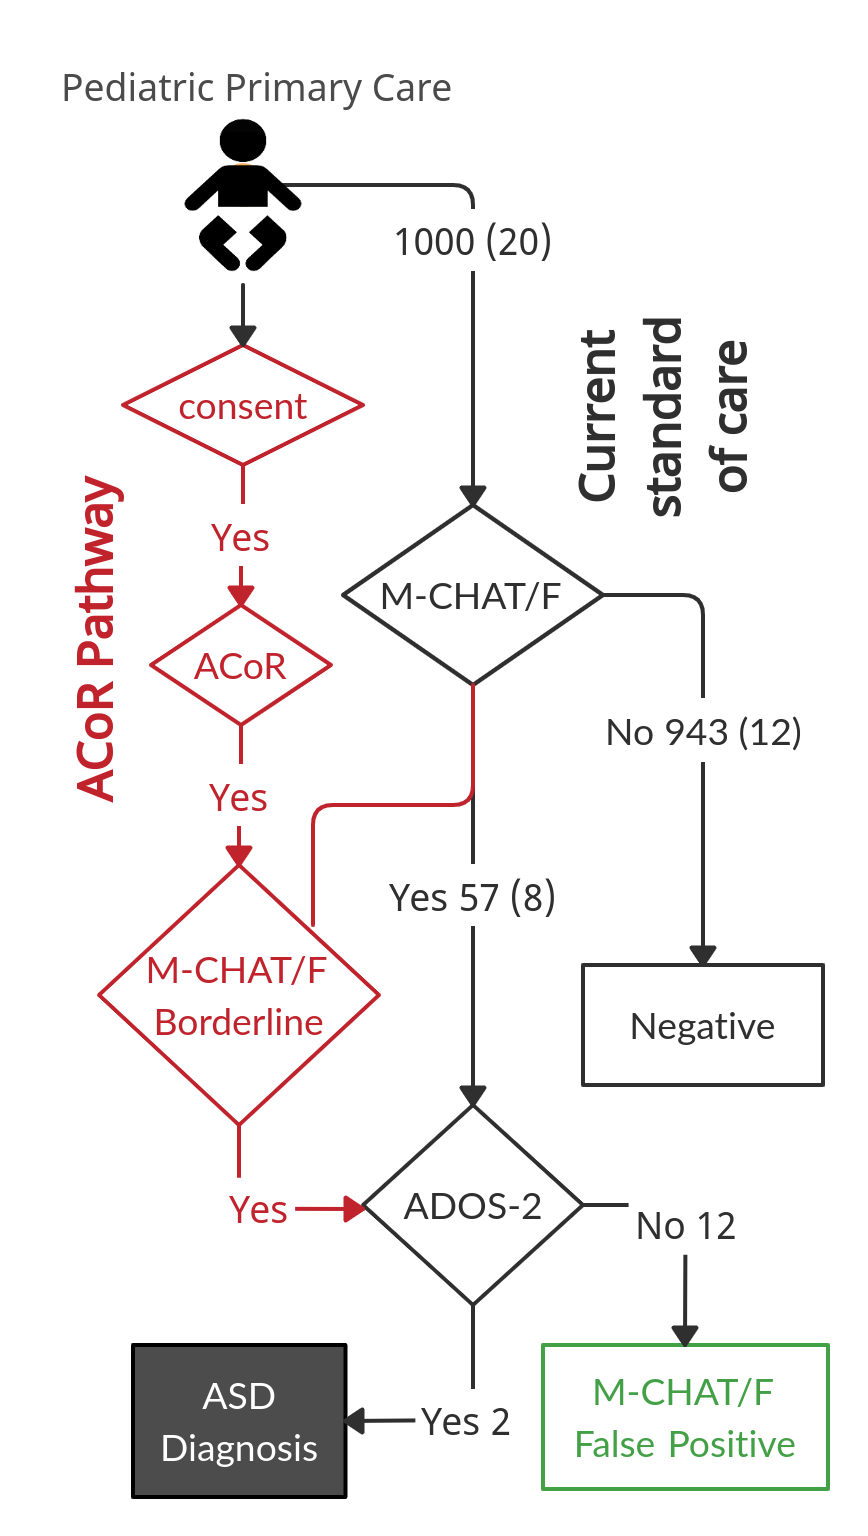 Pediatric Primary Care
1000 (20)
Current
standard
of care
consent
ACoR Pathway
Yes
M-CHAT/F
ACoR
No 943 (12)
Yes
Yes 57 (8)
M-CHAT/F
Borderline
Negative
Yes
ADOS-2
No 12
ASD
Diagnosis
Yes 2
M-CHAT/F
False Positive